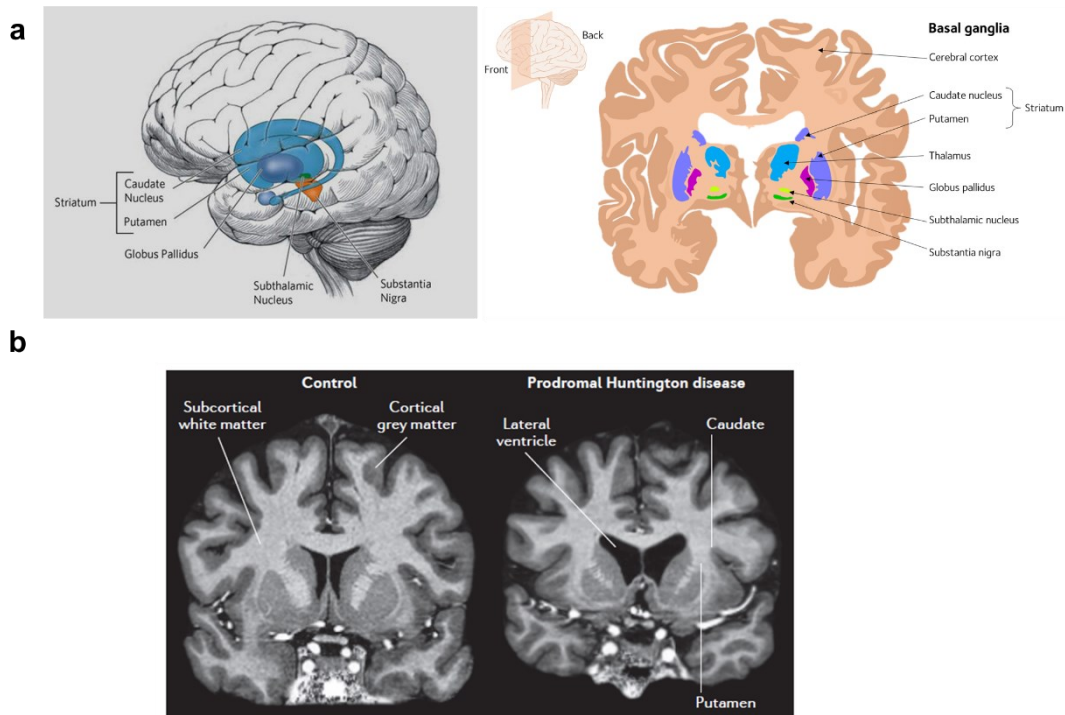 a
Striatum
Caudate
Nucleus
Putamen
Globus Pallidus
Subthalamic
Nucleus
Substantia
Nigra
Front
Back
Basal ganglia
Cerebral cortex
Caudate nucleus
Striatum
Putamen
Thalamus
Globus pallidus
Subthalamic nucleus
Substantia nigra
b
Control
Subcortical
white matter
Cortical
grey matter
Prodromal Huntington disease
Lateral
ventricle
Caudate
Putamen